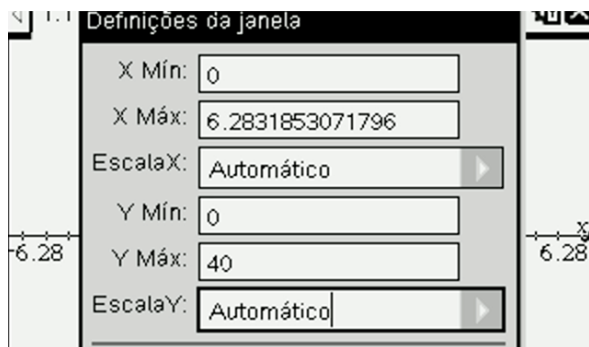 1.1 Definições da janela
X Mín: 0
X Máx: 6.2831853071796
EscalaX: Automático
Y Mín: 0
x
-6.28 Y Máx: 40 6.28
EscalaY: Automático